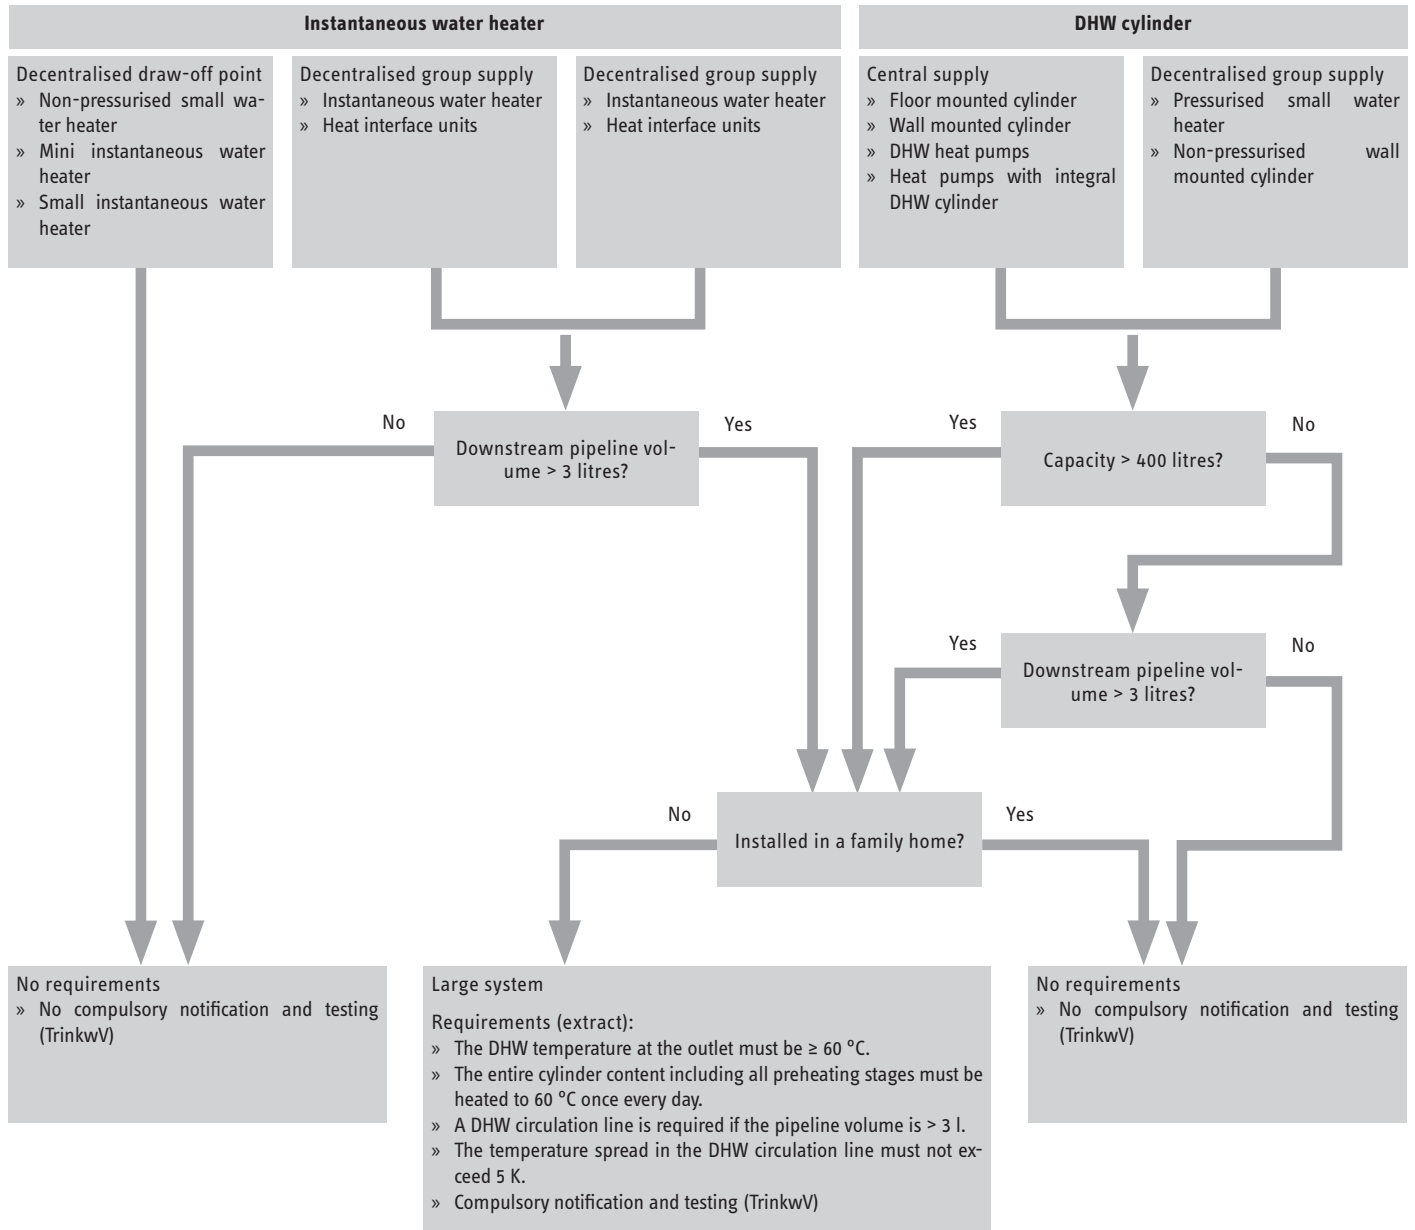 Instantaneous water heater
DHW cylinder
Decentralised draw-off point
» Non-pressurised small wa-
ter heater
» Mini instantaneous water
heater
» Small instantaneous water
heater
Decentralised group supply
» Instantaneous water heater
» Heat interface units
Decentralised group supply
» Instantaneous water heater
» Heat interface units
Central supply
» Floor mounted cylinder
» Wall mounted cylinder
» DHW heat pumps
» Heat pumps with integral
DHW cylinder
Decentralised group supply
» Pressurised small water
heater
» Non-pressurised wall
mounted cylinder
No
Downstream pipeline vol-
ume > 3 litres?
Yes
Yes
Capacity > 400 litres?
No
Yes
Downstream pipeline vol-
ume > 3 litres?
No
No
Installed in a family home?
Yes
No requirements
» No compulsory notification and testing
(TrinkwV)
Large system
Requirements (extract):
» The DHW temperature at the outlet must be ≥ 60 °C.
» The entire cylinder content including all preheating stages must be
heated to 60 °C once every day.
» A DHW circulation line is required if the pipeline volume is > 3 l.
» The temperature spread in the DHW circulation line must not ex-
ceed 5 K.
» Compulsory notification and testing (TrinkwV)
No requirements
» No compulsory notification and testing
(TrinkwV)